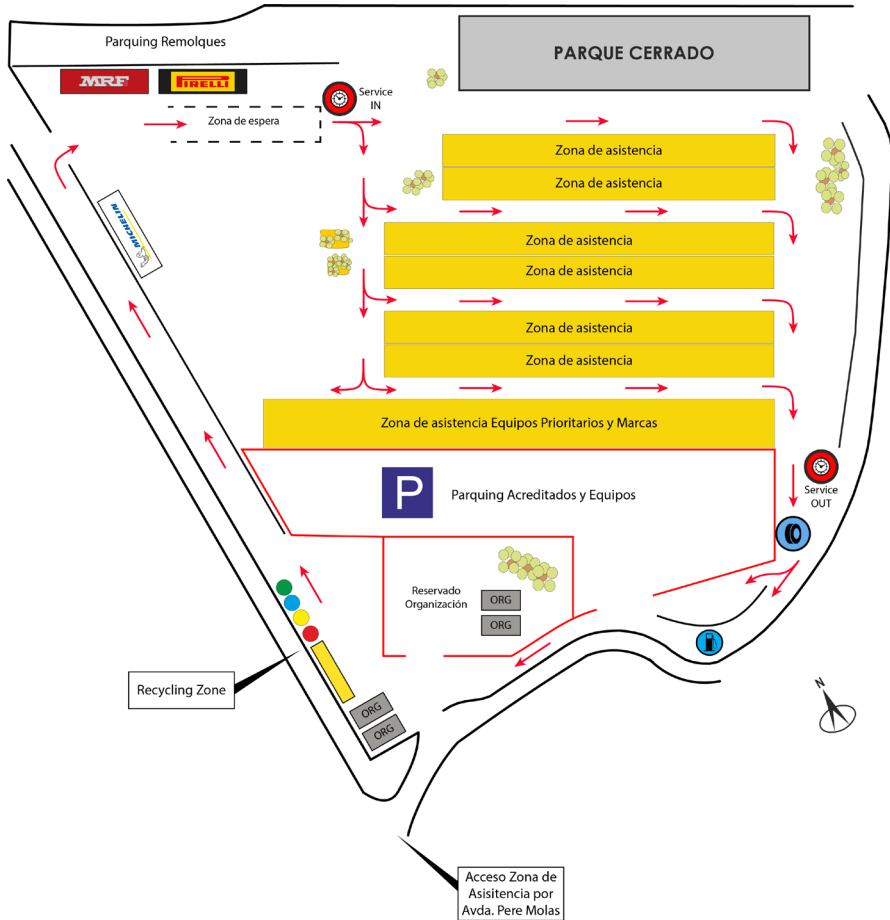 Parquing Remolques
PARQUE CERRADO
MRF
PIRELLI
Service
IN
Zona de espera
Zona de asistencia
Zona de asistencia
MICHELIN
Zona de asistencia
Zona de asistencia
Zona de asistencia
Zona de asistencia
Zona de asistencia Equipos Prioritarios y Marcas
P
Parquing Acreditados y Equipos
Service
OUT
Reservado
Organización
ORG
ORG
Recycling Zone
ORG
ORG
N
Acceso Zona de
Asisitencia por
Avda. Pere Molas